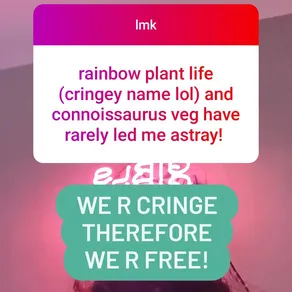 lmk
rainbow plant life
(cringey name lol) and
connoissaurus veg have
rarely led me astray!
WE R CRINGE
THEREFORE
WE R FREE!